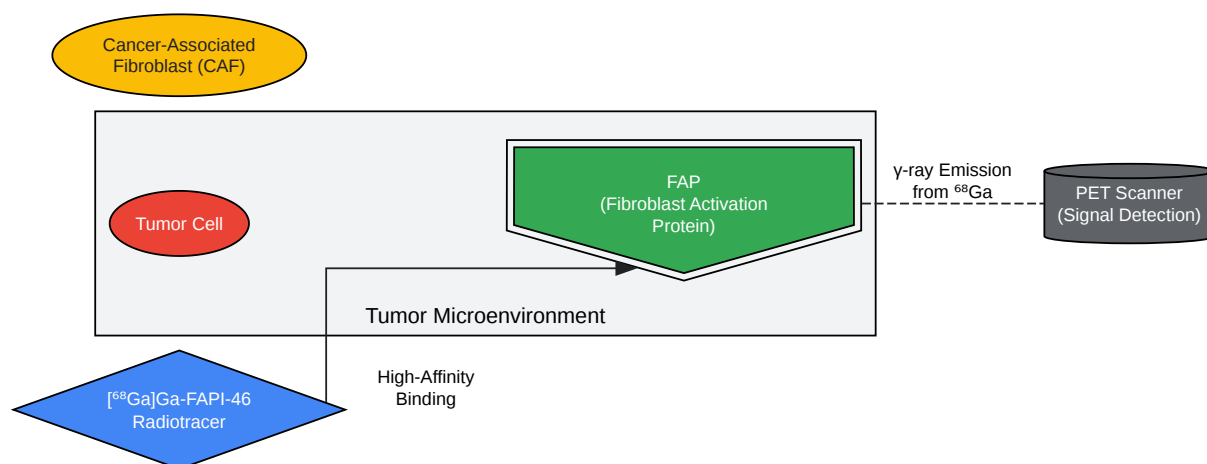 Cancer-Associated
Fibroblast (CAF)
FAP
(Fibroblast Activation
Protein)
γ-ray Emission
from ⁶⁸Ga
PET Scanner
(Signal Detection)
Tumor Cell
Tumor Microenvironment
High-Affinity
Binding
[⁶⁸Ga]Ga-FAPI-46
Radiotracer